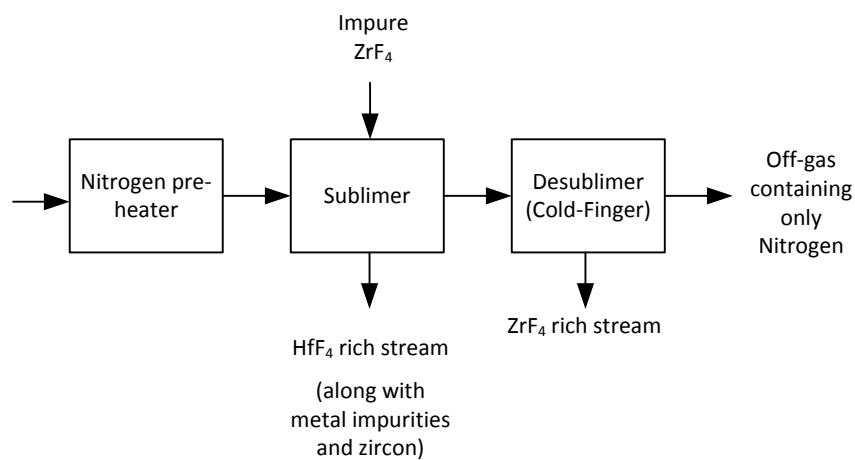 Impure
ZrF₄
Nitrogen pre-
heater
Sublimer
Desublimer
(Cold-Finger)
Off-gas
containing
only
Nitrogen
HfF₄ rich stream
(along with
metal impurities
and zircon)
ZrF₄ rich stream